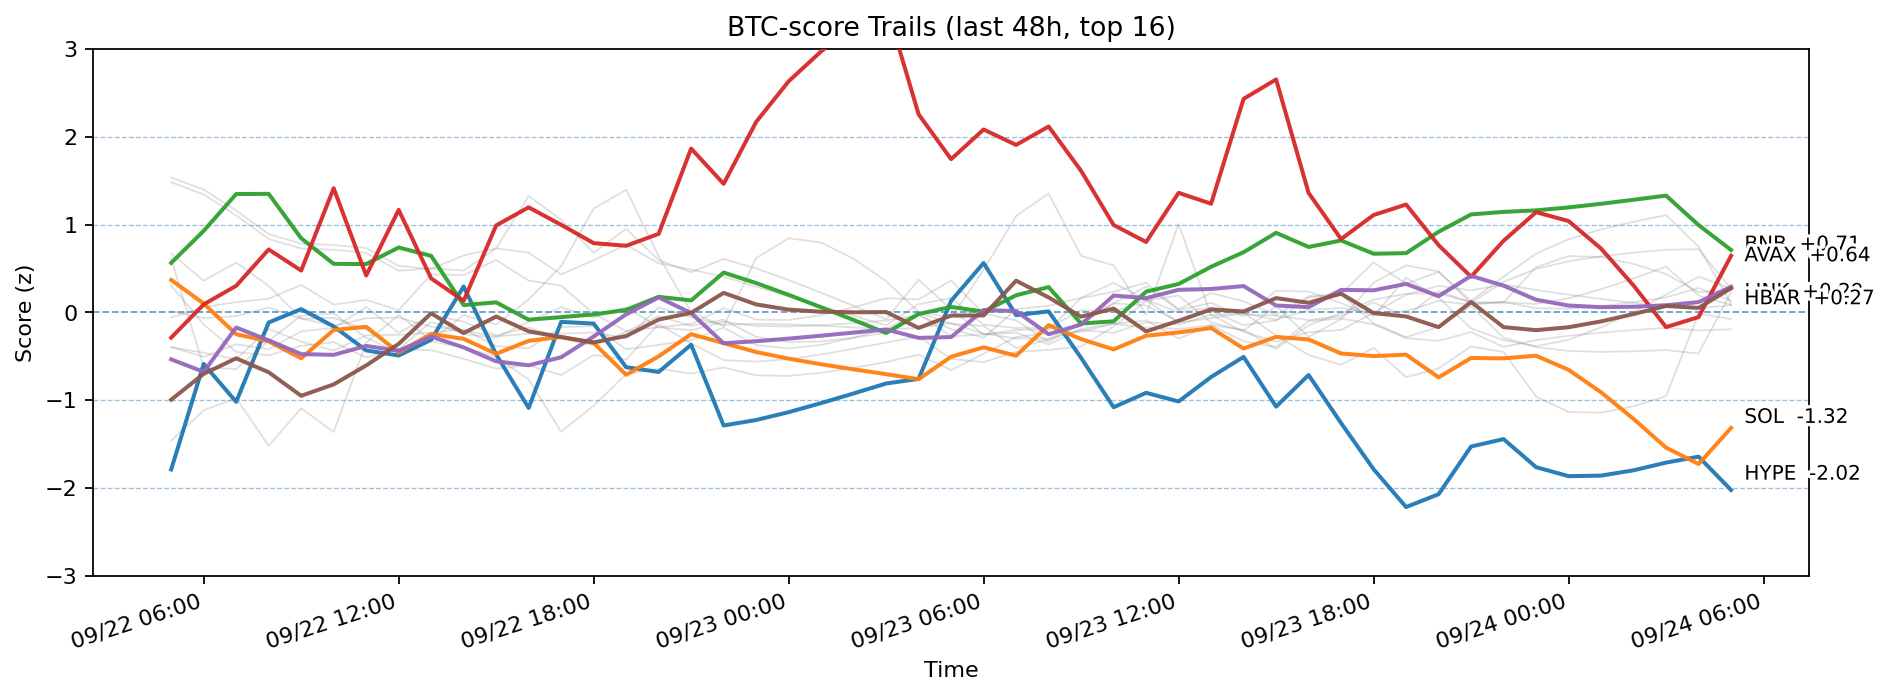 BTC-score Trails (last 48h, top 16)
Score (z)
3
2
1
0
−1
−2
−3
BNB +0.71
AVAX +0.64
HBAR +0.27
SOL -1.32
HYPE -2.02
09/22 06:00
09/22 12:00
09/22 18:00
09/23 00:00
09/23 06:00
09/23 12:00
09/23 18:00
09/24 00:00
09/24 06:00
Time